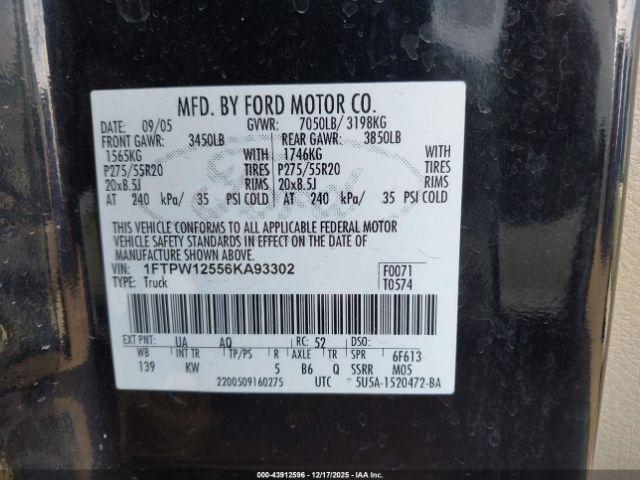 MFD. BY FORD MOTOR CO.
DATE: 09/05 GVWR: 7050LB/ 3198KG
FRONT GAWR: 3450LB REAR GAWR: 3850LB
1565KG WITH 1746KG WITH
P275/55R20 TIRES P275/55R20 TIRES
20x8.5J RIMS 20x8.5J RIMS
AT 240 kPa/ 35 PSI COLD AT 240 kPa/ 35 PSI COLD
THIS VEHICLE CONFORMS TO ALL APPLICABLE FEDERAL MOTOR
VEHICLE SAFETY STANDARDS IN EFFECT ON THE DATE OF
MANUFACTURE SHOWN ABOVE.
VIN: 1FTPW12556KA93302 F0071
TYPE: Truck T0574
EXT PNT: UA AQ RC: 52 DSO:
WB INT TR TP/PS R AXLE TR SPR 6F613
139 KW 5 B6 Q SSRR M05
2200509160275 UTC 5U5A-1520472-BA
000-43912596 - 12/17/2025 - IAA Inc.